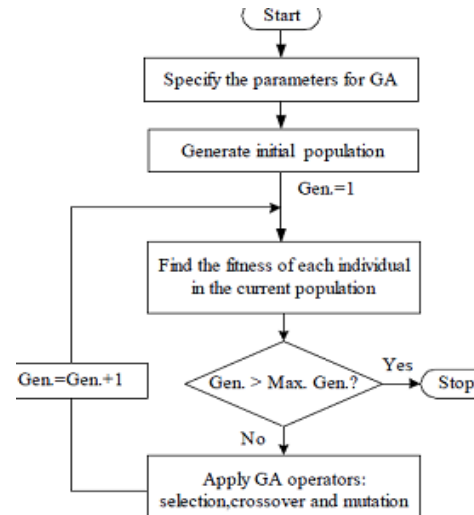 Start
Specify the parameters for GA
Generate initial population
Gen.=1
Find the fitness of each individual
in the current population
Gen. > Max. Gen.?
Yes
Stop
Gen.=Gen.+1
No
Apply GA operators:
selection,crossover and mutation